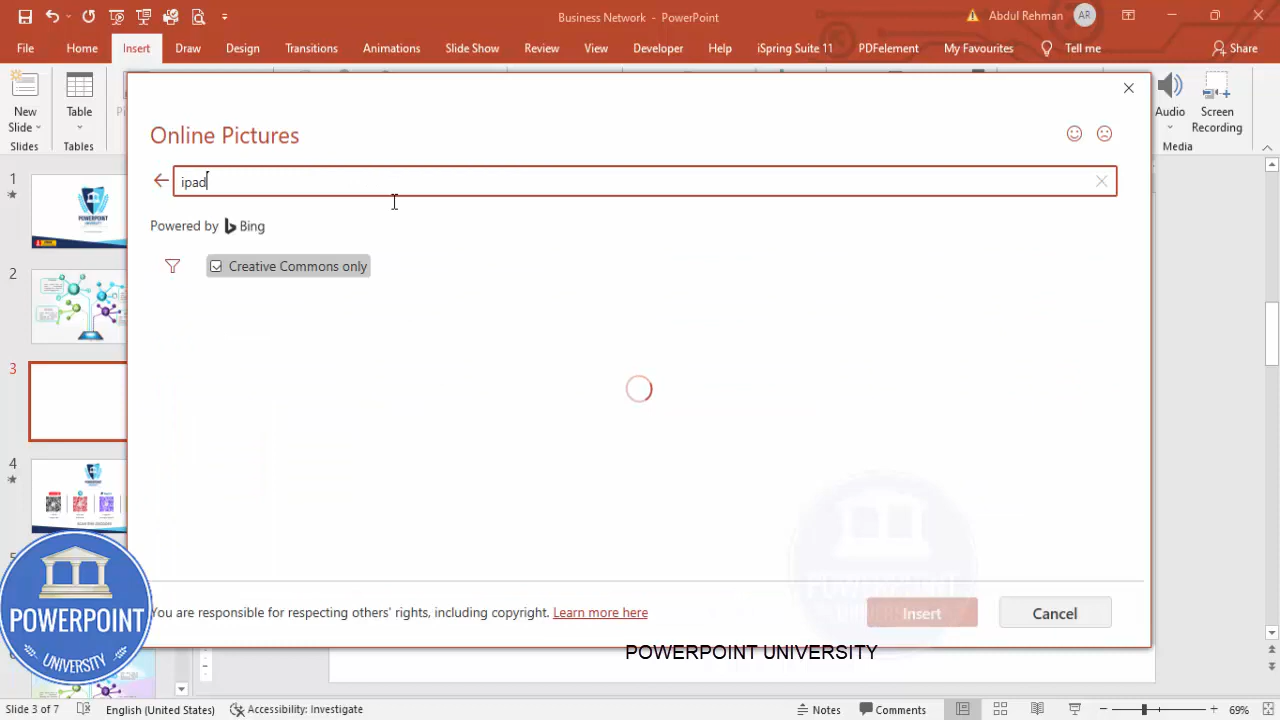 Business Network - PowerPoint
Abdul Rehman AR
File Home Insert Draw Design Transitions Animations Slide Show Review View Developer Help iSpring Suite 11 PDFelement My Favourites Tell me Share
New
Slide
Slides
Table
Tables
Audio
Screen
Recording
Media
Online Pictures
ipad
Powered by Bing
Creative Commons only
1
2
3
4
You are responsible for respecting others' rights, including copyright. Learn more here
Insert
Cancel
POWERPOINT
UNIVERSITY
POWERPOINT UNIVERSITY
Slide 3 of 7
English (United States)
Accessibility: Investigate
Notes
Comments
69%